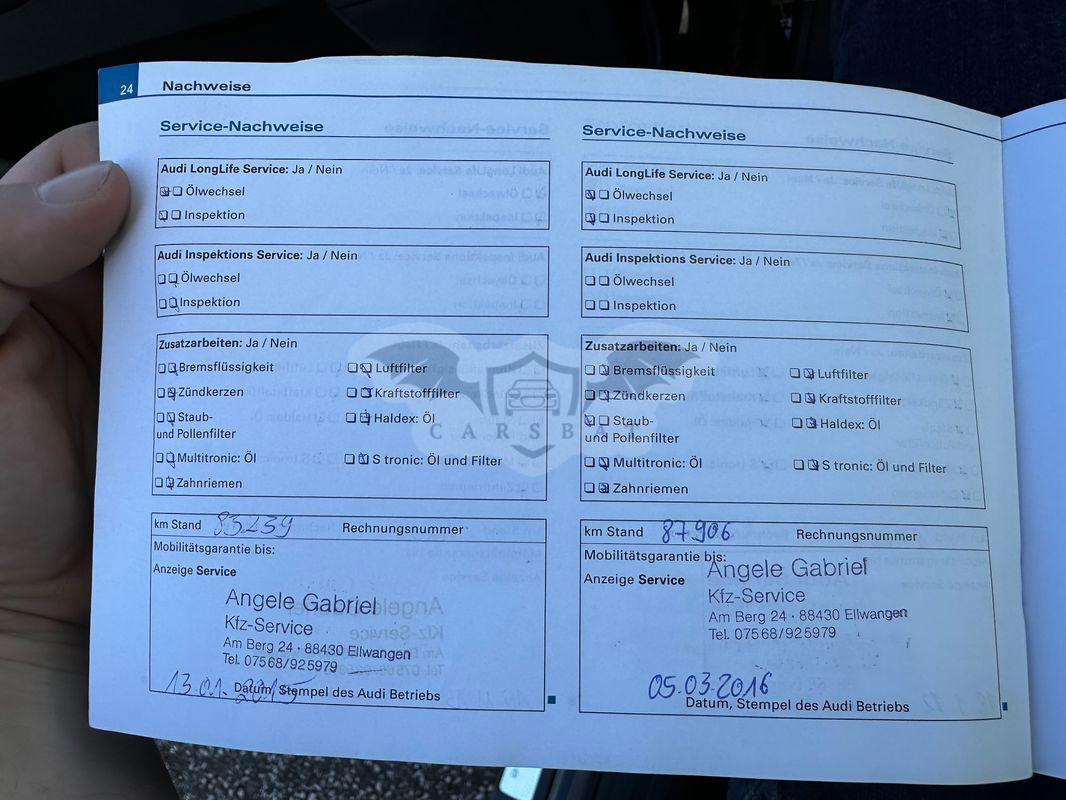 24 Nachweise
Service-Nachweise
Audi LongLife Service: Ja / Nein
Ölwechsel
Inspektion
Audi Inspektions Service: Ja / Nein
Ölwechsel
Inspektion
Zusatzarbeiten: Ja / Nein
Bremsflüssigkeit Luftfilter
Zündkerzen Kraftstofffilter
Staub- Haldex: Öl
und Pollenfilter
Multitronic: Öl S tronic: Öl und Filter
Zahnriemen
km Stand 83239 Rechnungsnummer
Mobilitätsgarantie bis:
Anzeige Service
Angele Gabriel
Kfz-Service
Am Berg 24 · 88430 Ellwangen
Tel. 07568/925979
13.01.2015
Datum, Stempel des Audi Betriebs
Service-Nachweise
Audi LongLife Service: Ja / Nein
Ölwechsel
Inspektion
Audi Inspektions Service: Ja / Nein
Ölwechsel
Inspektion
Zusatzarbeiten: Ja / Nein
Bremsflüssigkeit Luftfilter
Zündkerzen Kraftstofffilter
Staub- Haldex: Öl
und Pollenfilter
Multitronic: Öl S tronic: Öl und Filter
Zahnriemen
km Stand 87906 Rechnungsnummer
Mobilitätsgarantie bis:
Anzeige Service
Angele Gabriel
Kfz-Service
Am Berg 24 · 88430 Ellwangen
Tel. 07568/925979
05.03.2016
Datum, Stempel des Audi Betriebs
CARSBAT